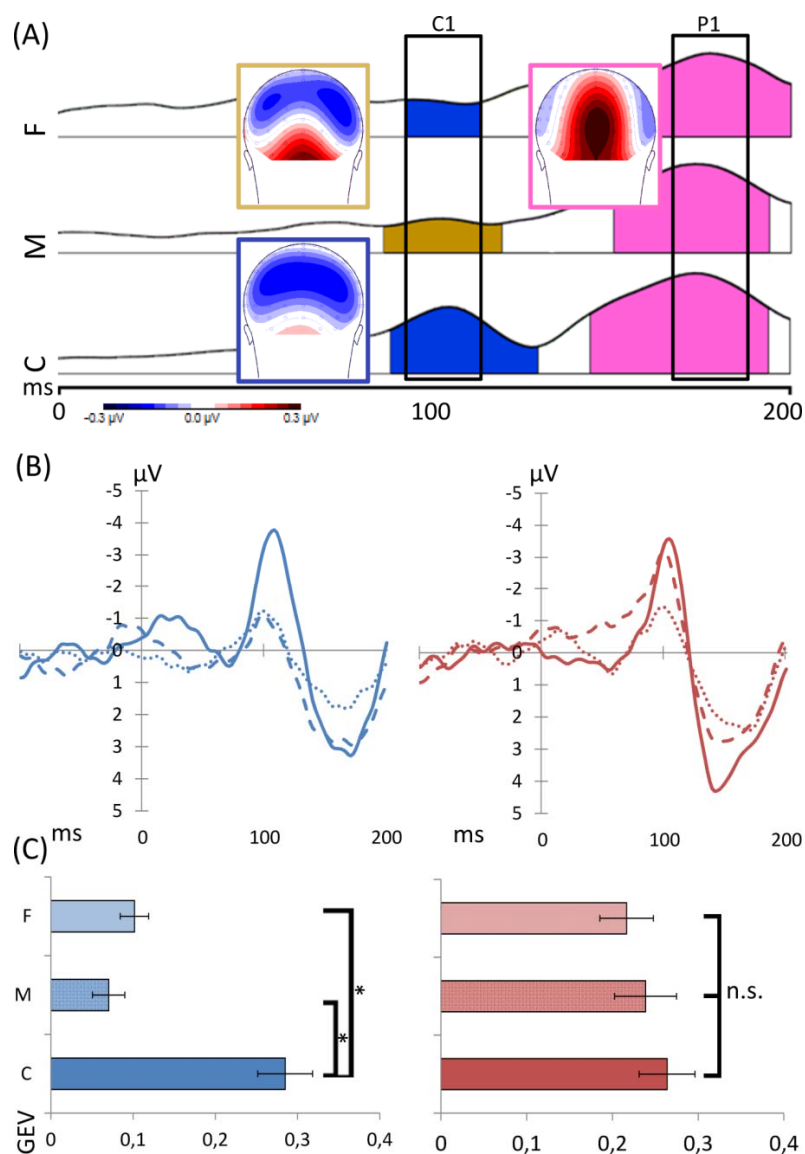 (A)
C1 P1
F
M
C
ms
0 100 200
-0.3 µV 0.0 µV 0.3 µV
(B)
µV µV
-5 -5
-4 -4
-3 -3
-2 -2
-1 -1
0 0
1 1
2 2
3 3
4 4
5 5
ms 0 100 200 ms 0 100 200
(C)
F
*
M
n.s.
*
C
GEV
0 0,1 0,2 0,3 0,4 0 0,1 0,2 0,3 0,4